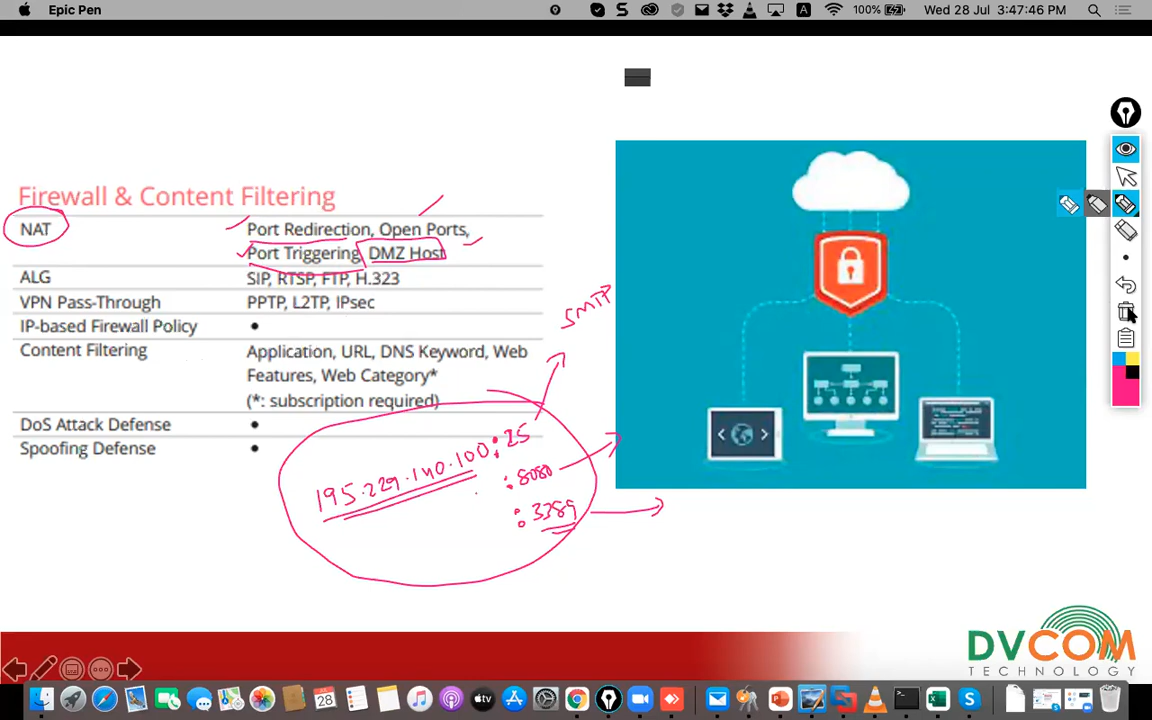 Epic Pen
100%
Wed 28 Jul 3:47:46 PM
Firewall & Content Filtering
NAT
Port Redirection, Open Ports,
Port Triggering, DMZ Host
ALG
SIP, RTSP, FTP, H.323
VPN Pass-Through
PPTP, L2TP, IPsec
IP-based Firewall Policy
•
Content Filtering
Application, URL, DNS Keyword, Web
Features, Web Category*
(*: subscription required)
DoS Attack Defense
•
Spoofing Defense
•
SMTP
195.229.140.100:25
:8080
:3389
DVCOM
TECHNOLOGY